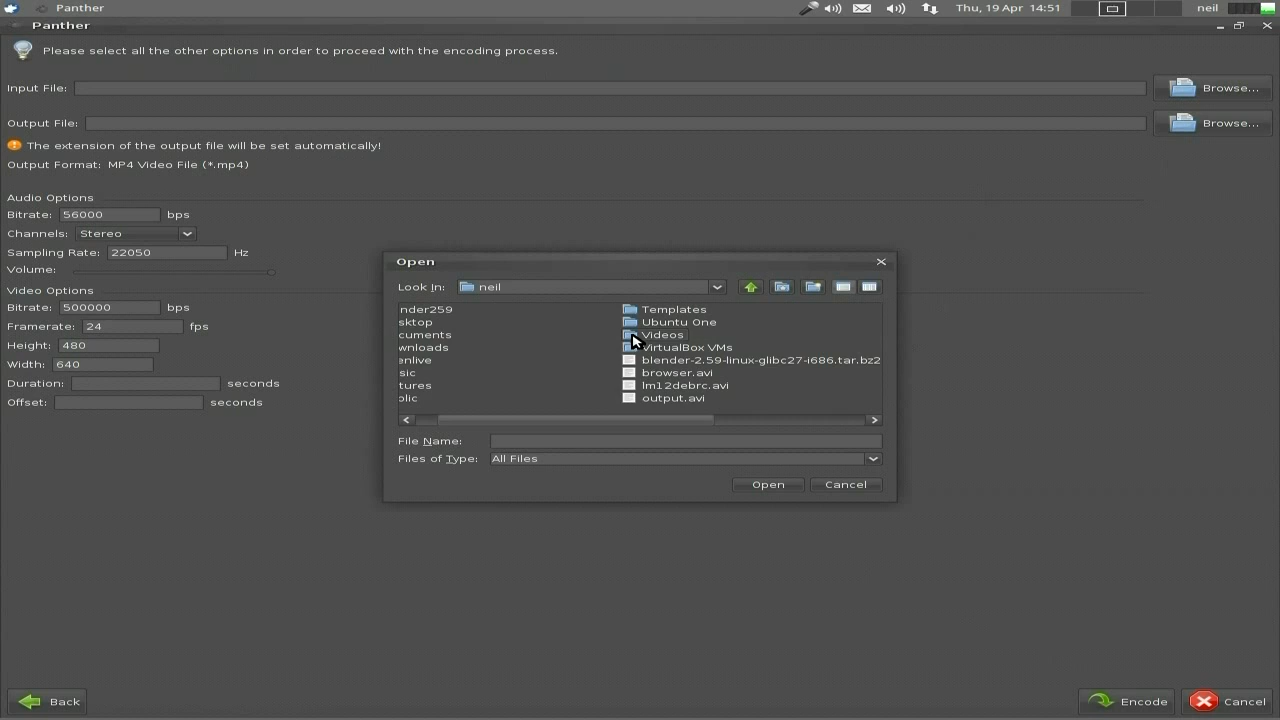 Panther
Thu, 19 Apr 14:51
neil
Panther
Please select all the other options in order to proceed with the encoding process.
Input File:
Browse...
Output File:
Browse...
The extension of the output file will be set automatically!
Output Format: MP4 Video File (*.mp4)
Audio Options
Bitrate: 56000 bps
Channels: Stereo
Sampling Rate: 22050 Hz
Volume:
Video Options
Bitrate: 500000 bps
Framerate: 24 fps
Height: 480
Width: 640
Duration: seconds
Offset: seconds
Open
Look In: neil
nder259
sktop
cuments
wnloads
enlive
sic
tures
olic
Templates
Ubuntu One
Videos
VirtualBox VMs
blender-2.59-linux-glibc27-i686.tar.bz2
browser.avi
lm12debrc.avi
output.avi
File Name:
Files of Type: All Files
Open
Cancel
Back
Encode
Cancel